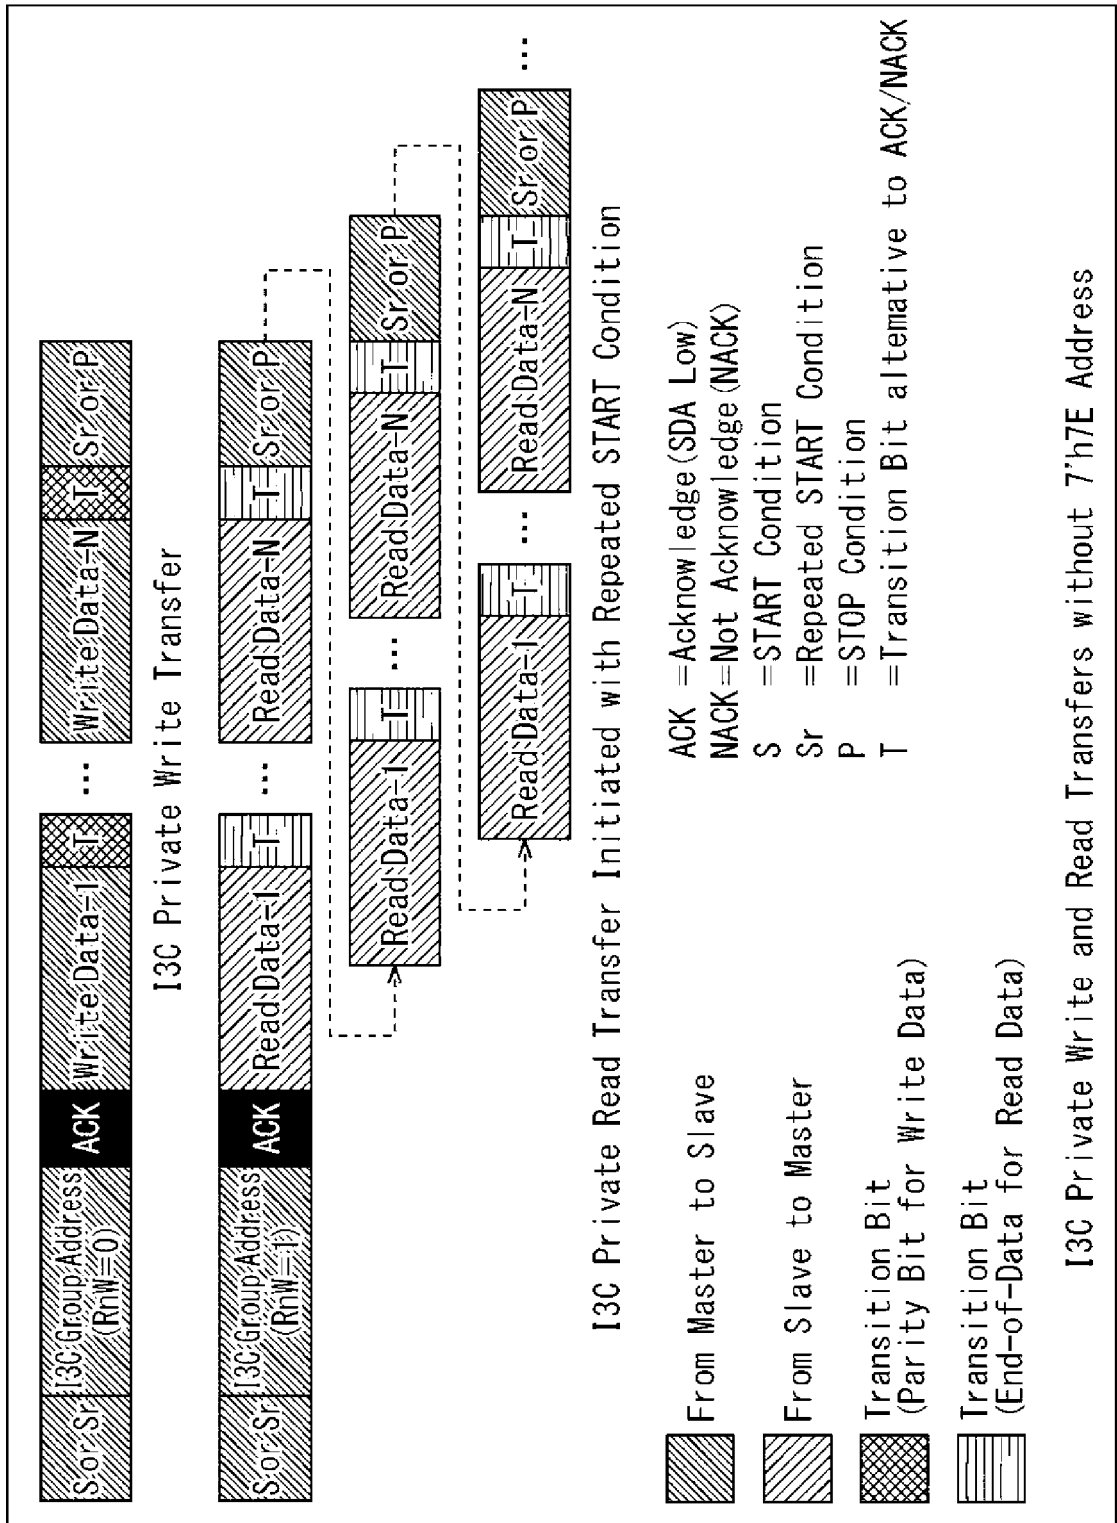 S or Sr I3C Group Address ACK Write Data-1 T ... Write Data-N T Sr or P
(RnW=0)
I3C Private Write Transfer
S or Sr I3C Group Address ACK Read Data-1 T ... Read Data-N T Sr or P
(RnW=1)
Read Data-1 T ... Read Data-N T Sr or P
Read Data-1 T ... Read Data-N T Sr or P ...
I3C Private Read Transfer Initiated with Repeated START Condition
From Master to Slave
From Slave to Master
Transition Bit
(Parity Bit for Write Data)
Transition Bit
(End-of-Data for Read Data)
ACK =Acknowledge(SDA Low)
NACK=Not Acknowledge(NACK)
S =START Condition
Sr =Repeated START Condition
P =STOP Condition
T =Transition Bit altemative to ACK/NACK
I3C Private Write and Read Transfers without 7'h7E Address